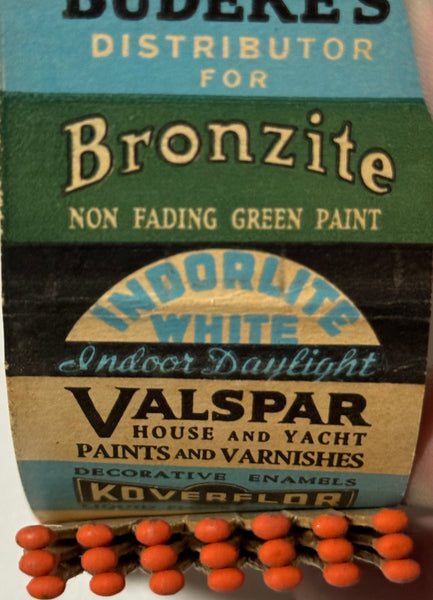 BUDEKE'S
DISTRIBUTOR
FOR
Bronzite
NON FADING GREEN PAINT
INDORLITE
WHITE
Indoor Daylight
VALSPAR
HOUSE AND YACHT
PAINTS AND VARNISHES
DECORATIVE ENAMELS
KOVERFLOR